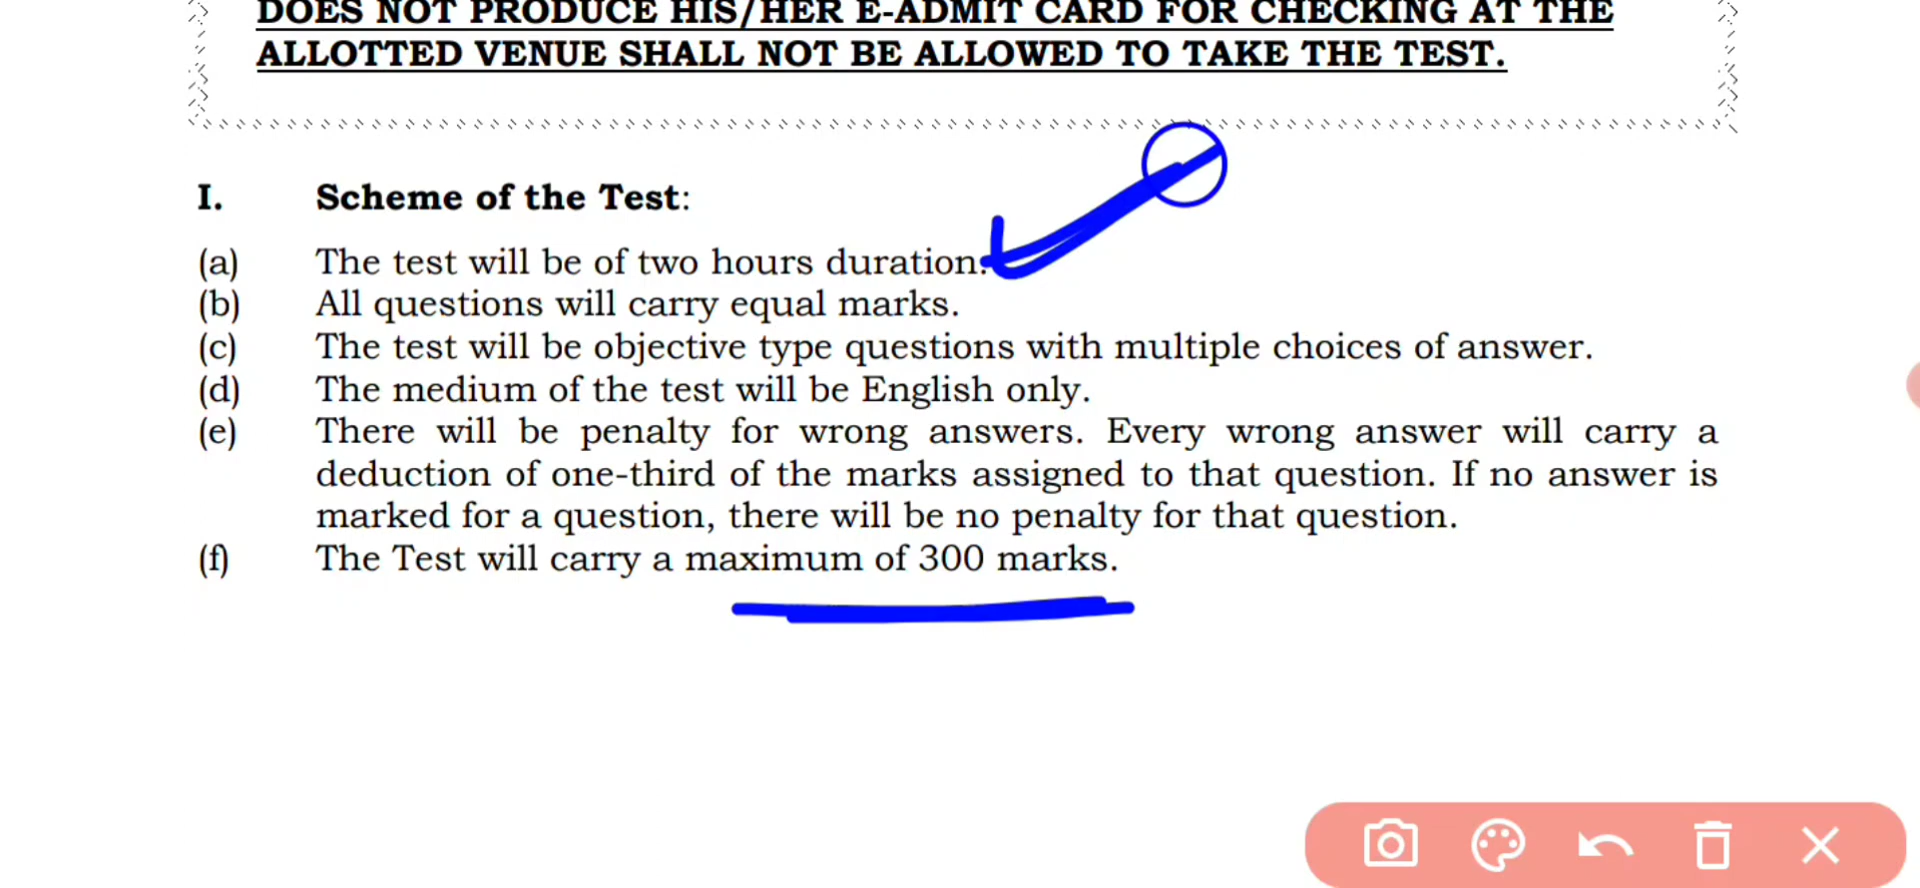 DOES NOT PRODUCE HIS/HER E-ADMIT CARD FOR CHECKING AT THE
ALLOTTED VENUE SHALL NOT BE ALLOWED TO TAKE THE TEST.
I. Scheme of the Test:
(a) The test will be of two hours duration.
(b) All questions will carry equal marks.
(c) The test will be objective type questions with multiple choices of answer.
(d) The medium of the test will be English only.
(e) There will be penalty for wrong answers. Every wrong answer will carry a
deduction of one-third of the marks assigned to that question. If no answer is
marked for a question, there will be no penalty for that question.
(f) The Test will carry a maximum of 300 marks.